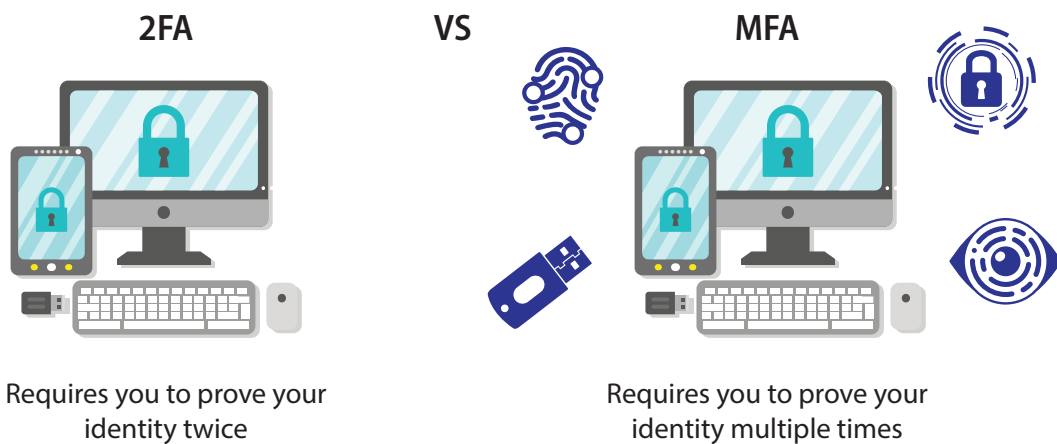 2FA
VS
MFA
Requires you to prove your
identity twice
Requires you to prove your
identity multiple times